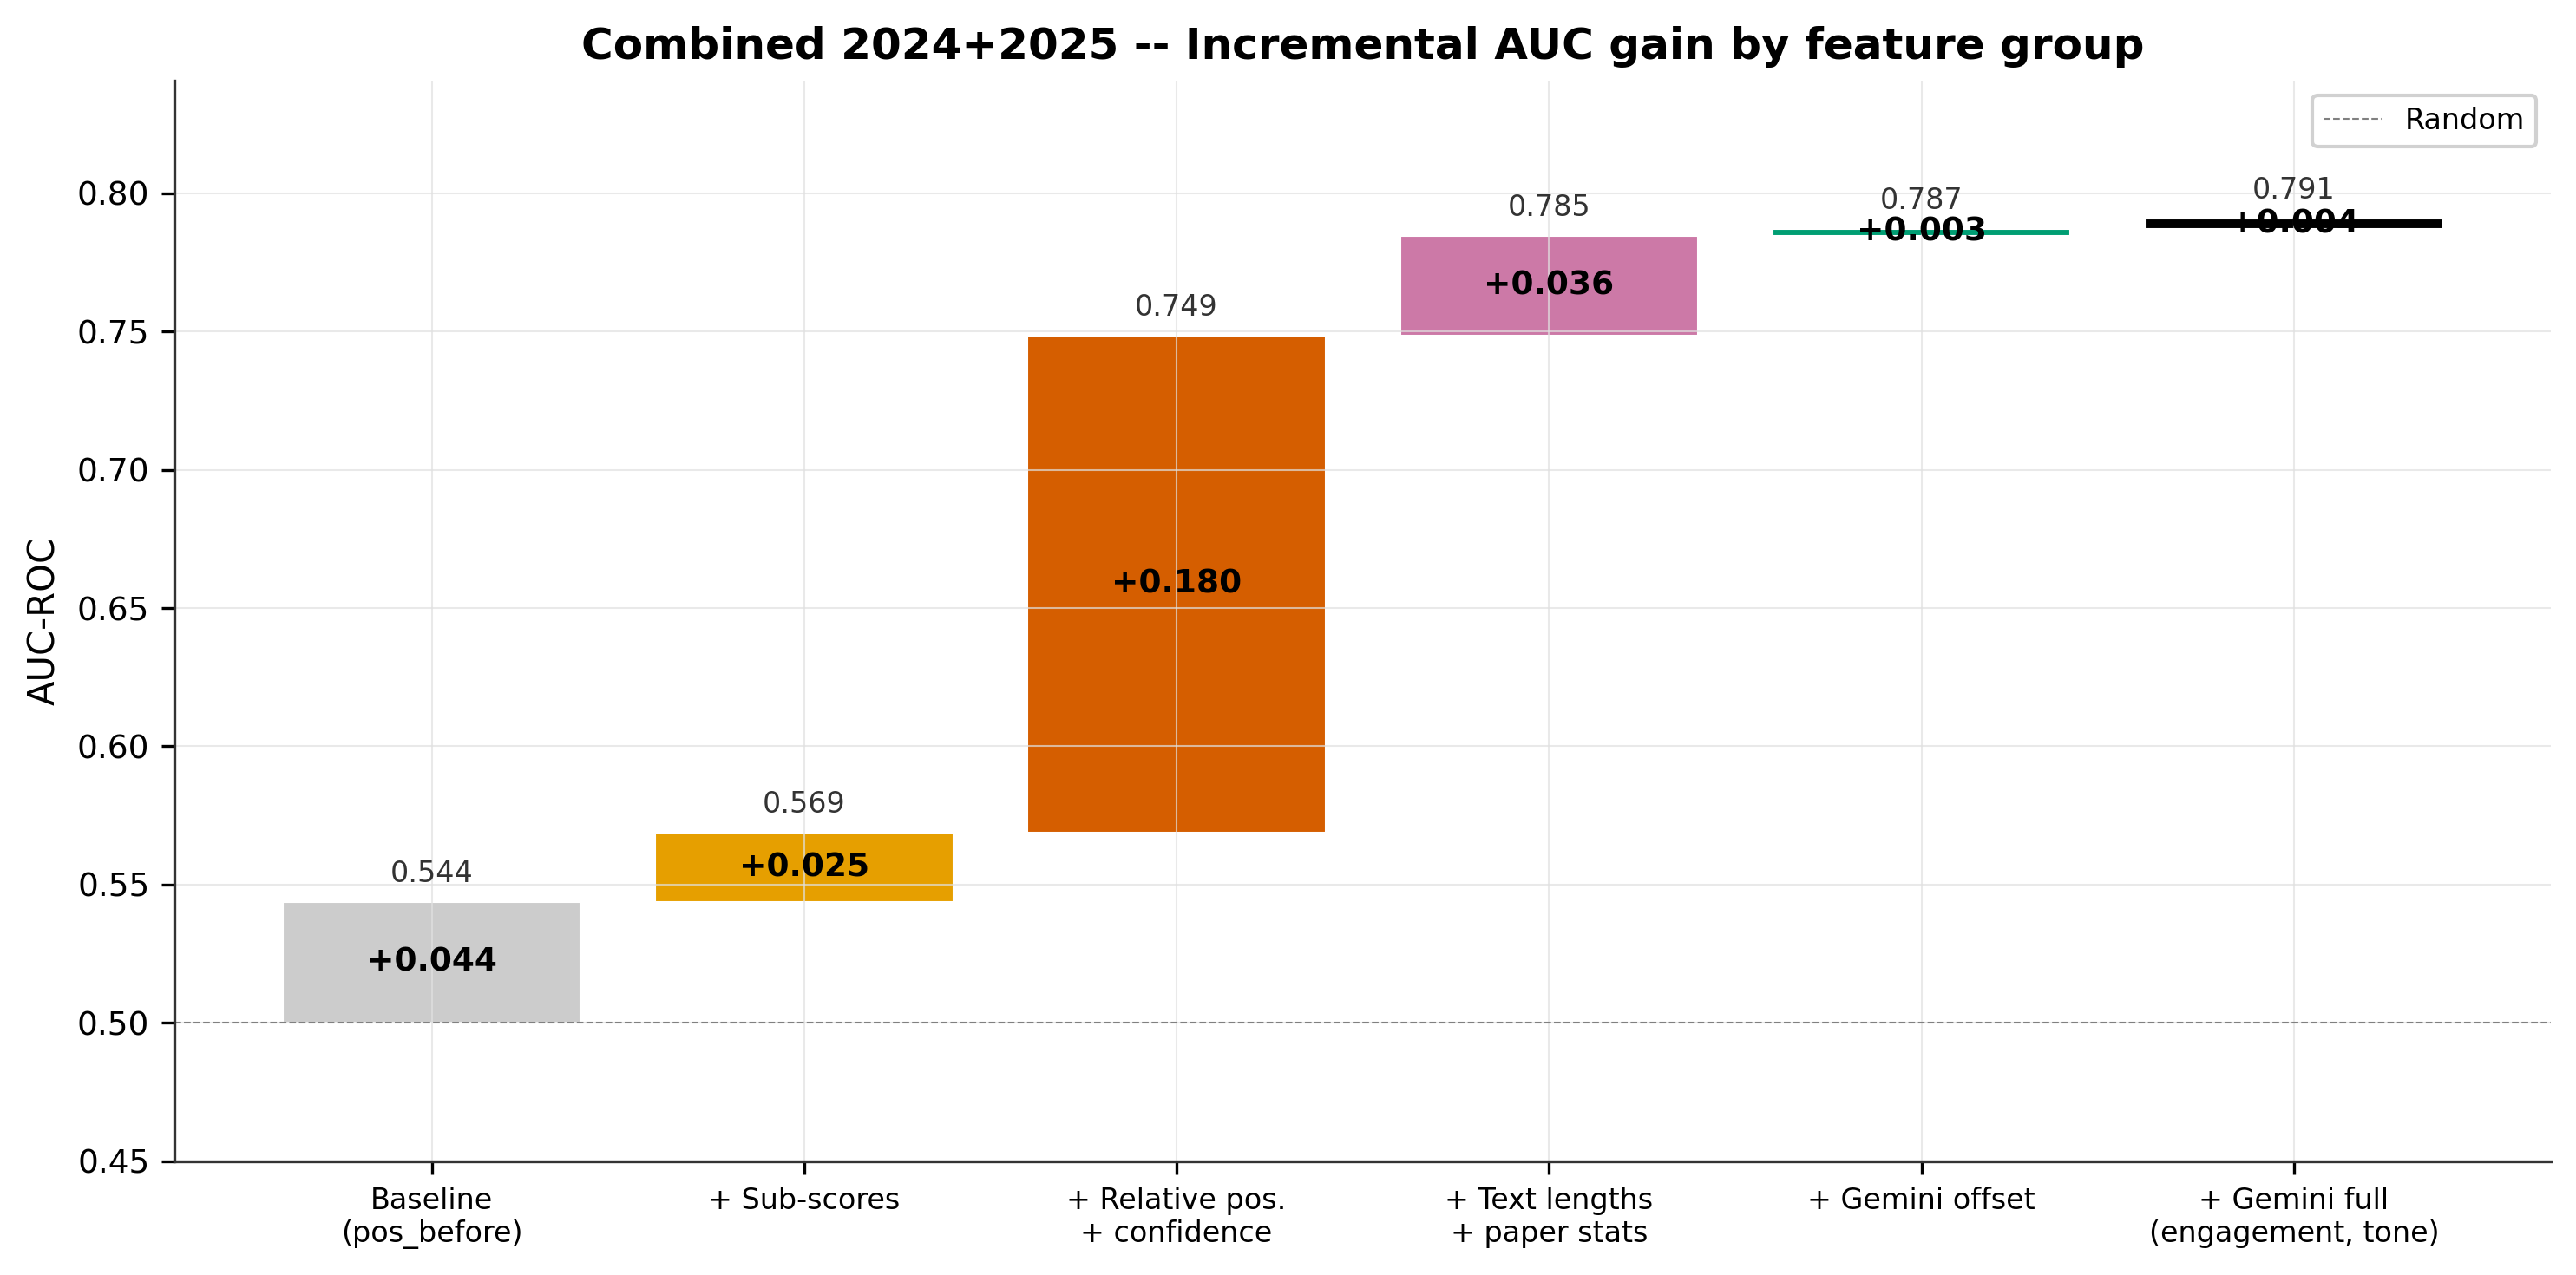 Combined 2024+2025 -- Incremental AUC gain by feature group
Random
AUC-ROC
0.80
0.75
0.70
0.65
0.60
0.55
0.50
0.45
0.544
+0.044
0.569
+0.025
0.749
+0.180
0.785
+0.036
0.787
+0.003
0.791
+0.004
Baseline
(pos_before)
+ Sub-scores
+ Relative pos.
+ confidence
+ Text lengths
+ paper stats
+ Gemini offset
+ Gemini full
(engagement, tone)